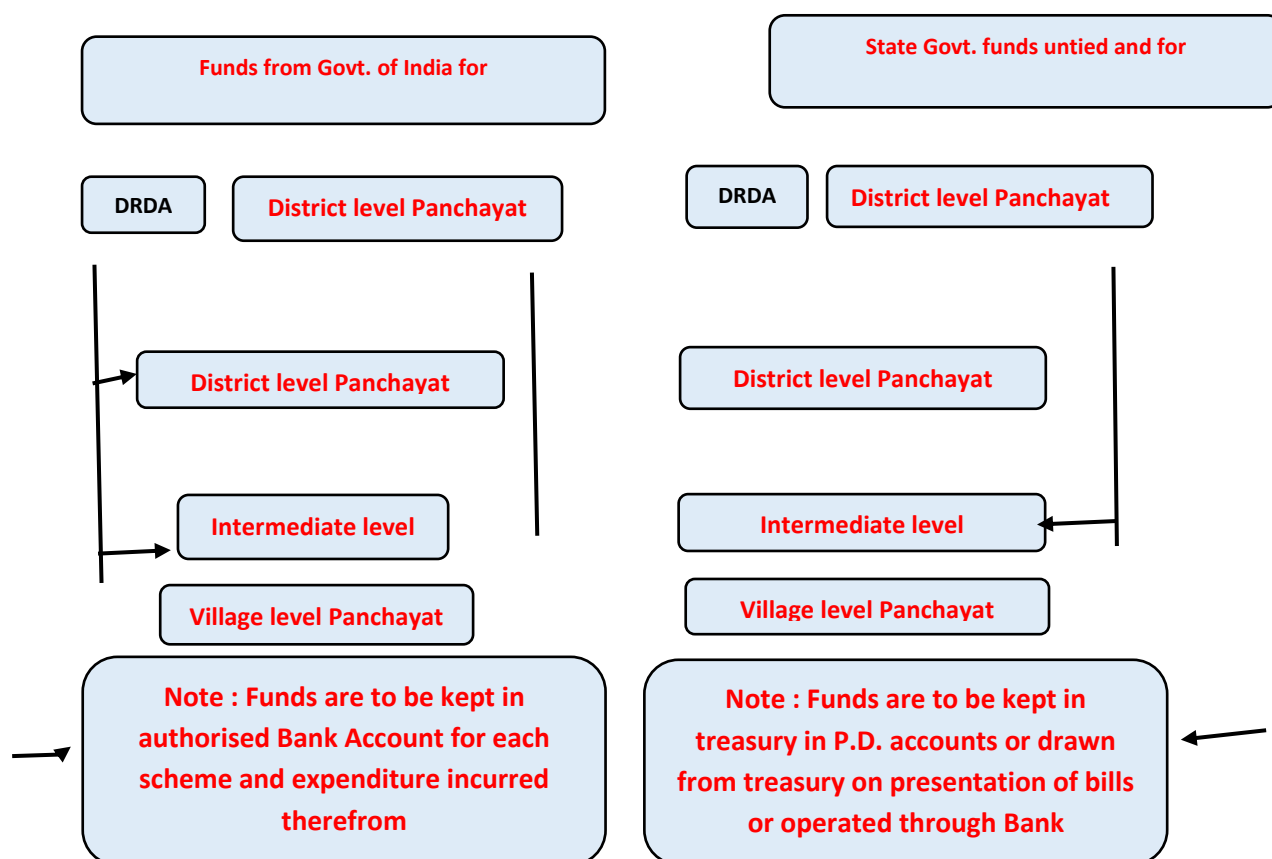 Funds from Govt. of India for
DRDA
District level Panchayat
District level Panchayat
Intermediate level
Village level Panchayat
Note : Funds are to be kept in
authorised Bank Account for each
scheme and expenditure incurred
therefrom
State Govt. funds untied and for
DRDA
District level Panchayat
District level Panchayat
Intermediate level
Village level Panchayat
Note : Funds are to be kept in
treasury in P.D. accounts or drawn
from treasury on presentation of bills
or operated through Bank